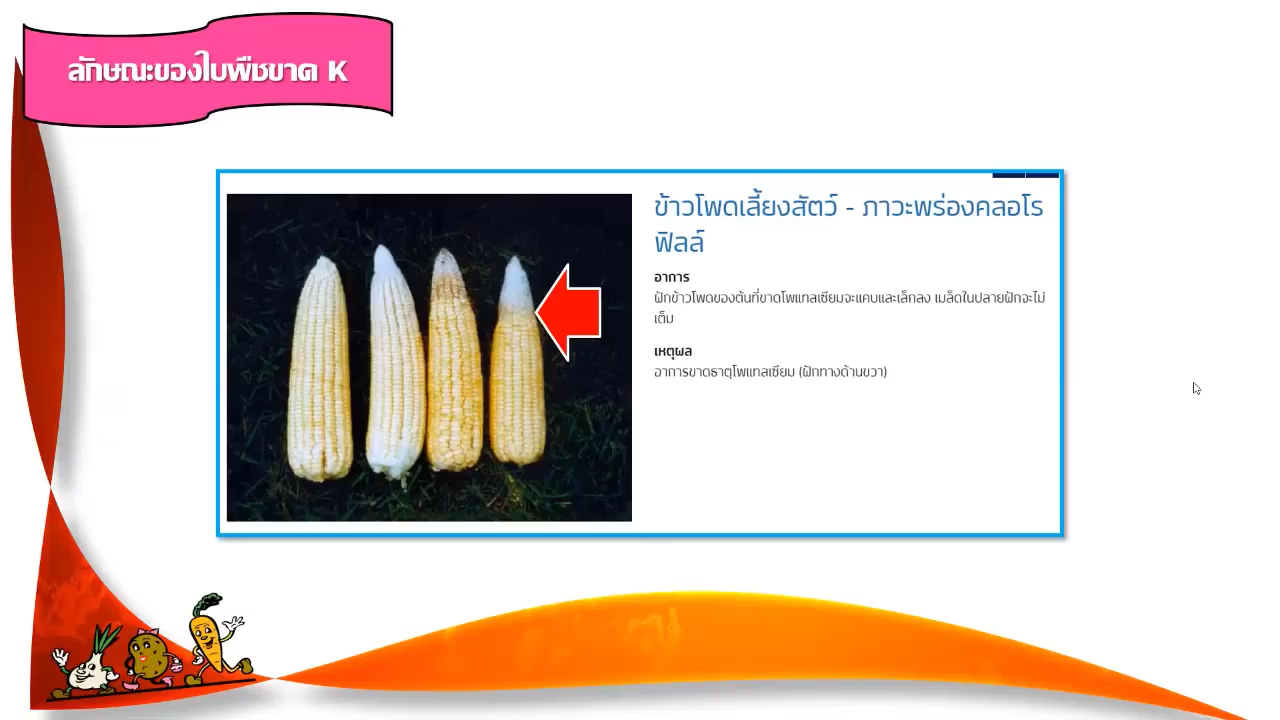 ลักษณะของใบพืชขาด K
ข้าวโพดเลี้ยงสัตว์ - ภาวะพร่องคลอโร
ฟิลล์
อาการ
ฝักข้าวโพดของต้นที่ขาดโพแทลเซียมจะแคบและเล็กลง เมล็ดในปลายฝักจะไม่
เต็ม
เหตุผล
อาการขาดธาตุโพแทลเซียม (ฝักทางด้านขวา)